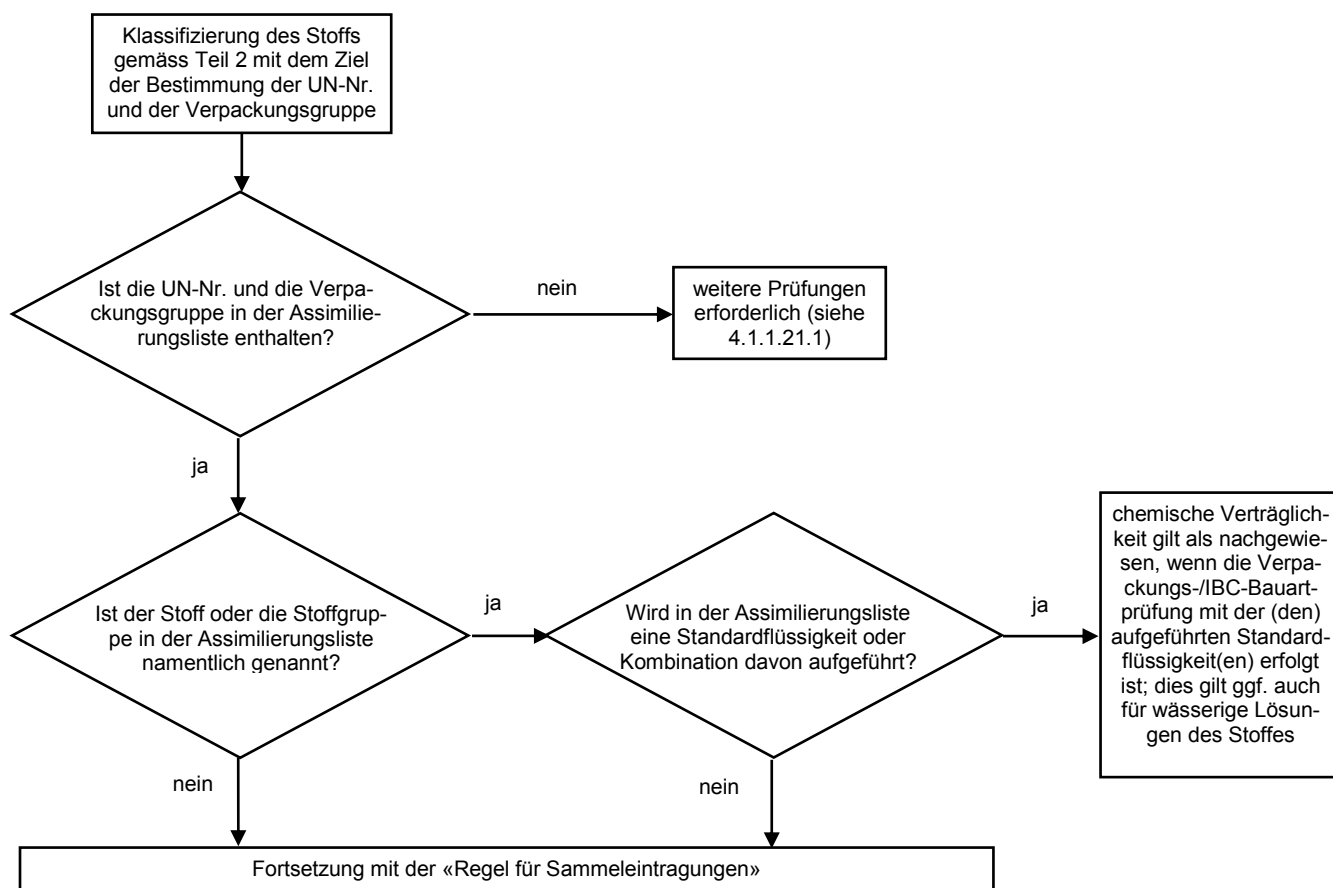 Klassifizierung des Stoffs
gemäss Teil 2 mit dem Ziel
der Bestimmung der UN-Nr.
und der Verpackungsgruppe
Ist die UN-Nr. und die Verpa-
ckungsgruppe in der Assimilie-
rungsliste enthalten?
nein
weitere Prüfungen
erforderlich (siehe
4.1.1.21.1)
ja
Ist der Stoff oder die Stoffgrup-
pe in der Assimilierungsliste
namentlich genannt?
ja
Wird in der Assimilierungsliste
eine Standardflüssigkeit oder
Kombination davon aufgeführt?
ja
chemische Verträglich-
keit gilt als nachgewie-
sen, wenn die Verpa-
ckungs-/IBC-Bauart-
prüfung mit der (den)
aufgeführten Standard-
flüssigkeit(en) erfolgt
ist; dies gilt ggf. auch
für wässerige Lösun-
gen des Stoffes
nein
nein
Fortsetzung mit der «Regel für Sammeleintragungen»